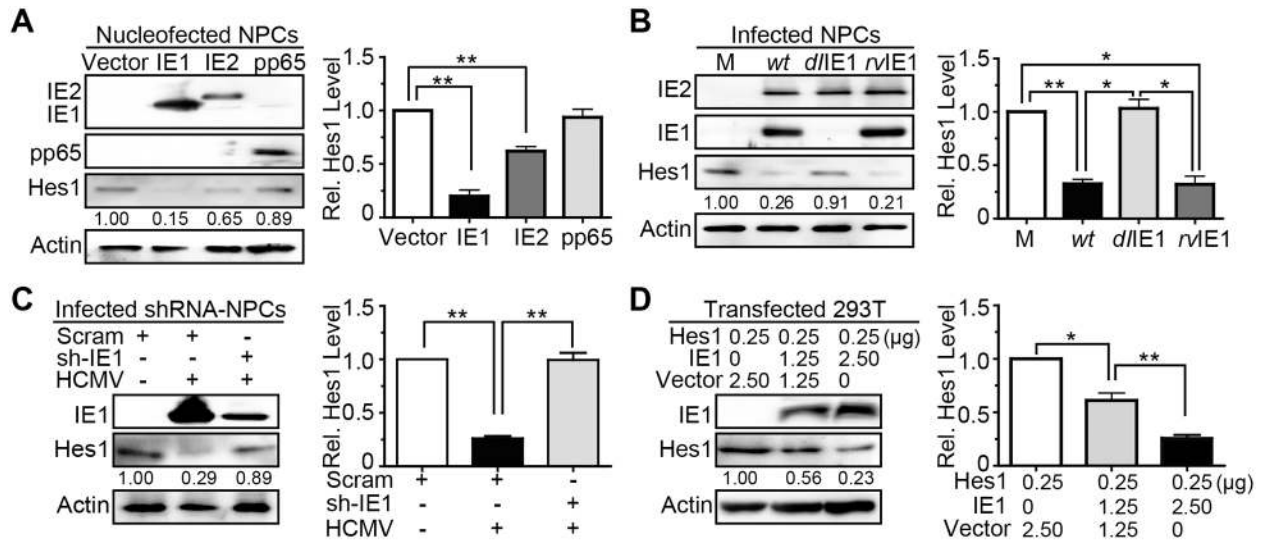 A
Nucleofected NPCs
Vector IE1 IE2 pp65
IE2
IE1
pp65
Hes1
1.00 0.15 0.65 0.89
Actin
Rel. Hes1 Level
1.5
1.0
0.5
0
**
**
Vector IE1 IE2 pp65
B
Infected NPCs
M wt dlIE1 rvIE1
IE2
IE1
Hes1
1.00 0.26 0.91 0.21
Actin
Rel. Hes1 Level
1.5
1.0
0.5
0
*
** * *
M wt dlIE1 rvIE1
C
Infected shRNA-NPCs
Scram + + -
sh-IE1 - - +
HCMV - + +
IE1
Hes1
1.00 0.29 0.89
Actin
Rel. Hes1 Level
1.5
1.0
0.5
0
** **
Scram + + -
sh-IE1 - - +
HCMV - + +
D
Transfected 293T
Hes1 0.25 0.25 0.25 (µg)
IE1 0 1.25 2.50
Vector 2.50 1.25 0
IE1
Hes1
1.00 0.56 0.23
Actin
Rel. Hes1 Level
1.5
1.0
0.5
0
* **
Hes1 0.25 0.25 0.25 (µg)
IE1 0 1.25 2.50
Vector 2.50 1.25 0